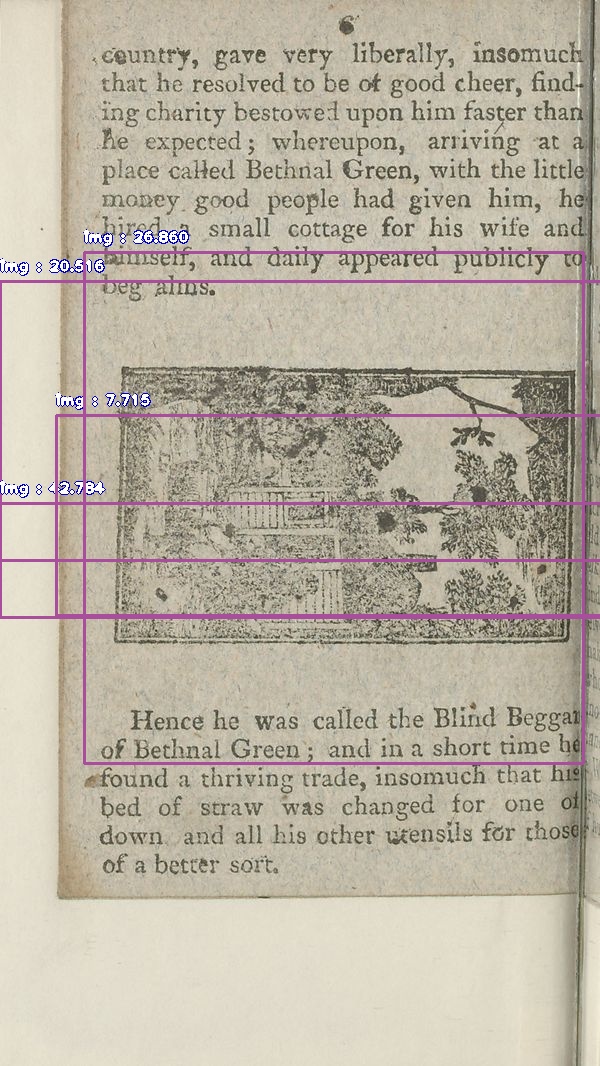 6
country, gave very liberally, insomuch
that he resolved to be of good cheer, find-
ing charity bestowed upon him faster than
he expected; whereupon, arriving at a
place called Bethnal Green, with the little
money good people had given him, he
hired a small cottage for his wife and
img : 26.860
himself, and daily appeared publicly to
img : 20.516
beg alms.
img : 7.715
img : 42.784
Hence he was called the Blind Beggar
of Bethnal Green; and in a short time he
found a thriving trade, insomuch that his
bed of straw was changed for one of
down and all his other utensils for those
of a better sort.